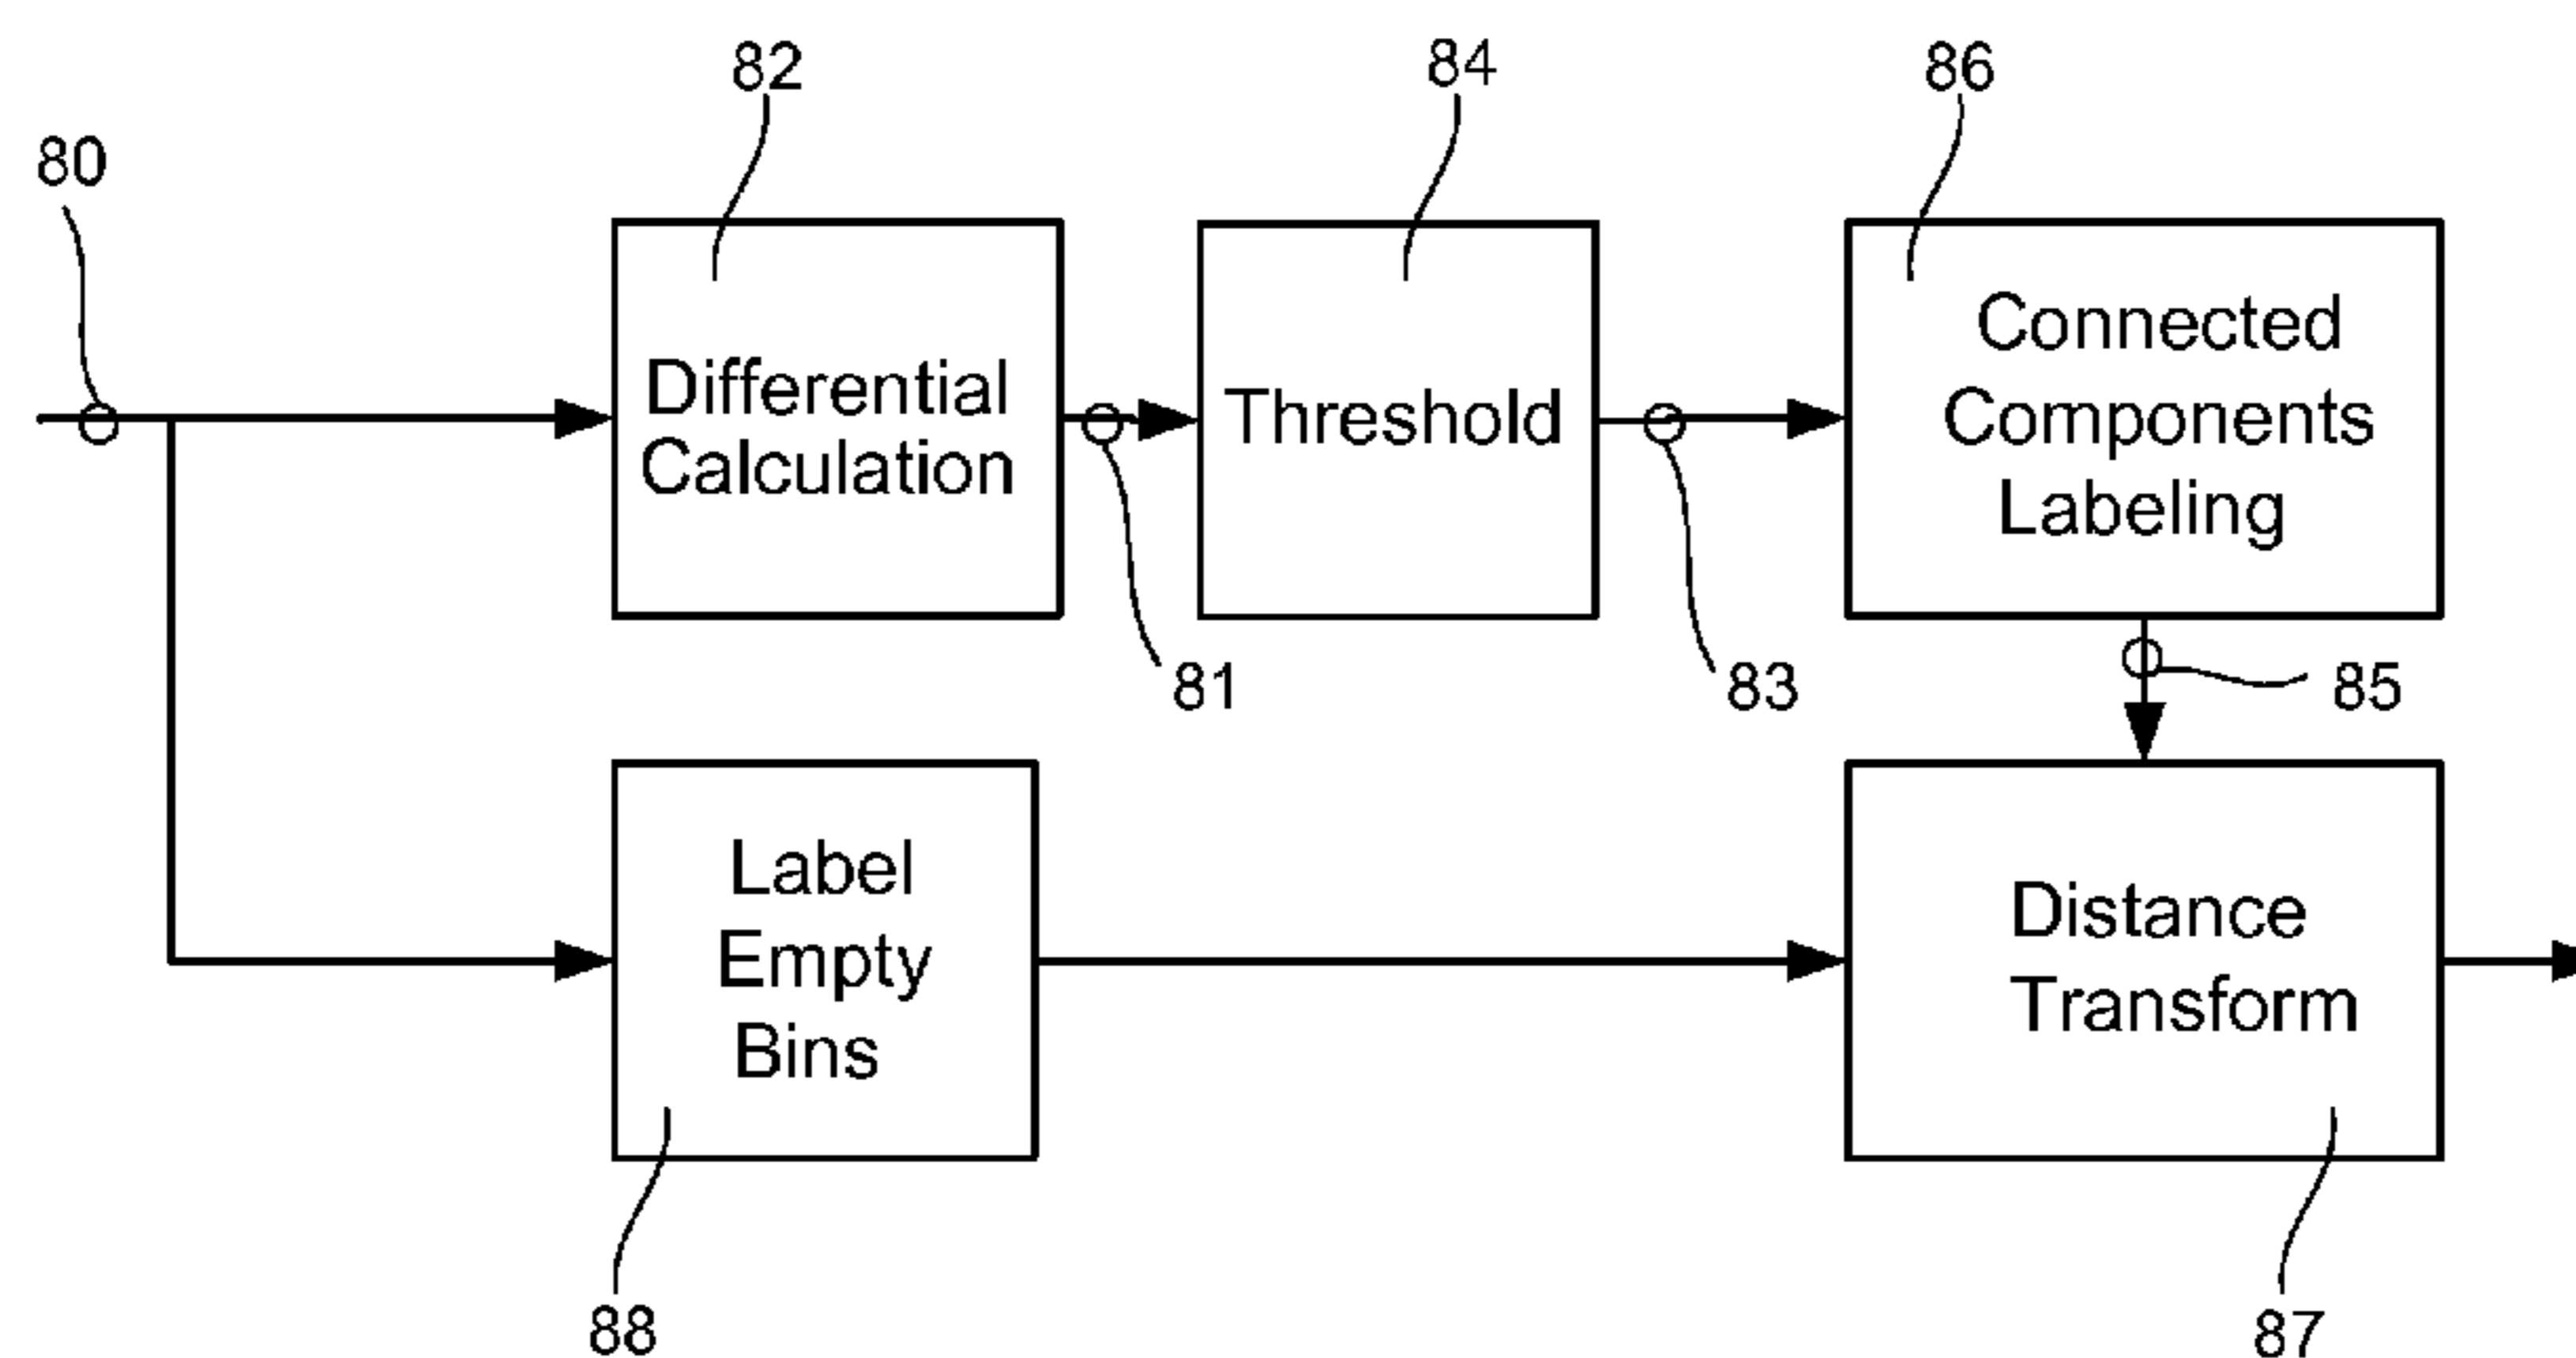 82
84
86
80
Differential
Calculation
Threshold
Connected
Components
Labeling
81
83
85
Label
Empty
Bins
Distance
Transform
88
87